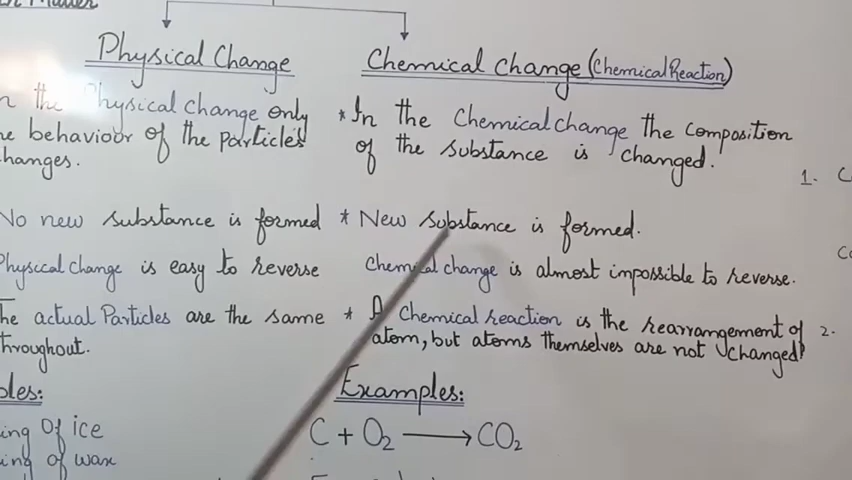 Physical Change
the Physical change only
behaviour of the particle's
changes.
No new substance is formed
Physical change is easy to reverse
The actual Particles are the same
throughout.
of ice
of wax
Chemical change (Chemical Reaction)
* In the Chemical change the composition
of the substance is changed.
* New substance is formed.
Chemical change is almost impossible to reverse.
* A Chemical reaction is the rearrangement of
atom, but atoms themselves are not changed
Examples:
C + O₂ ⟶ CO₂
1.
2.